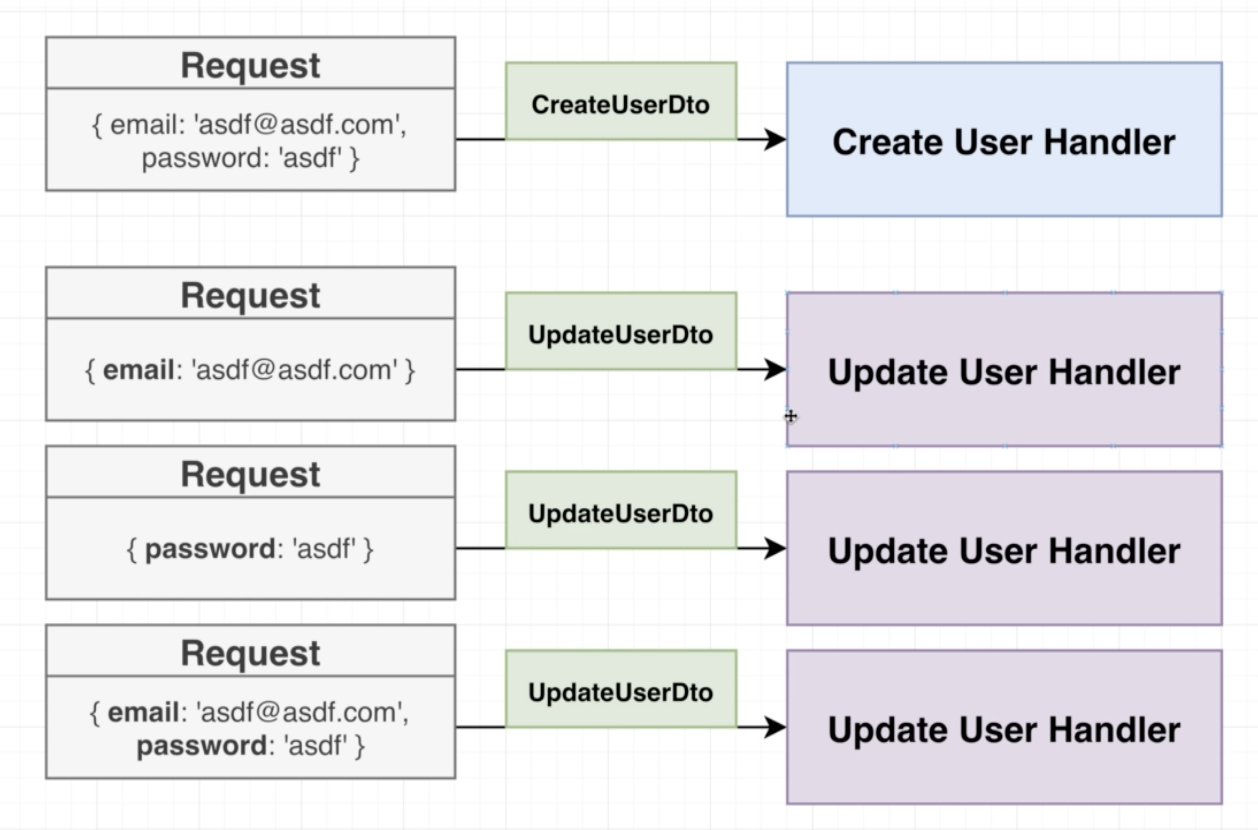 Request
{ email: 'asdf@asdf.com',
password: 'asdf' }
CreateUserDto
Create User Handler
Request
{ email: 'asdf@asdf.com' }
UpdateUserDto
Update User Handler
Request
{ password: 'asdf' }
UpdateUserDto
Update User Handler
Request
{ email: 'asdf@asdf.com',
password: 'asdf' }
UpdateUserDto
Update User Handler